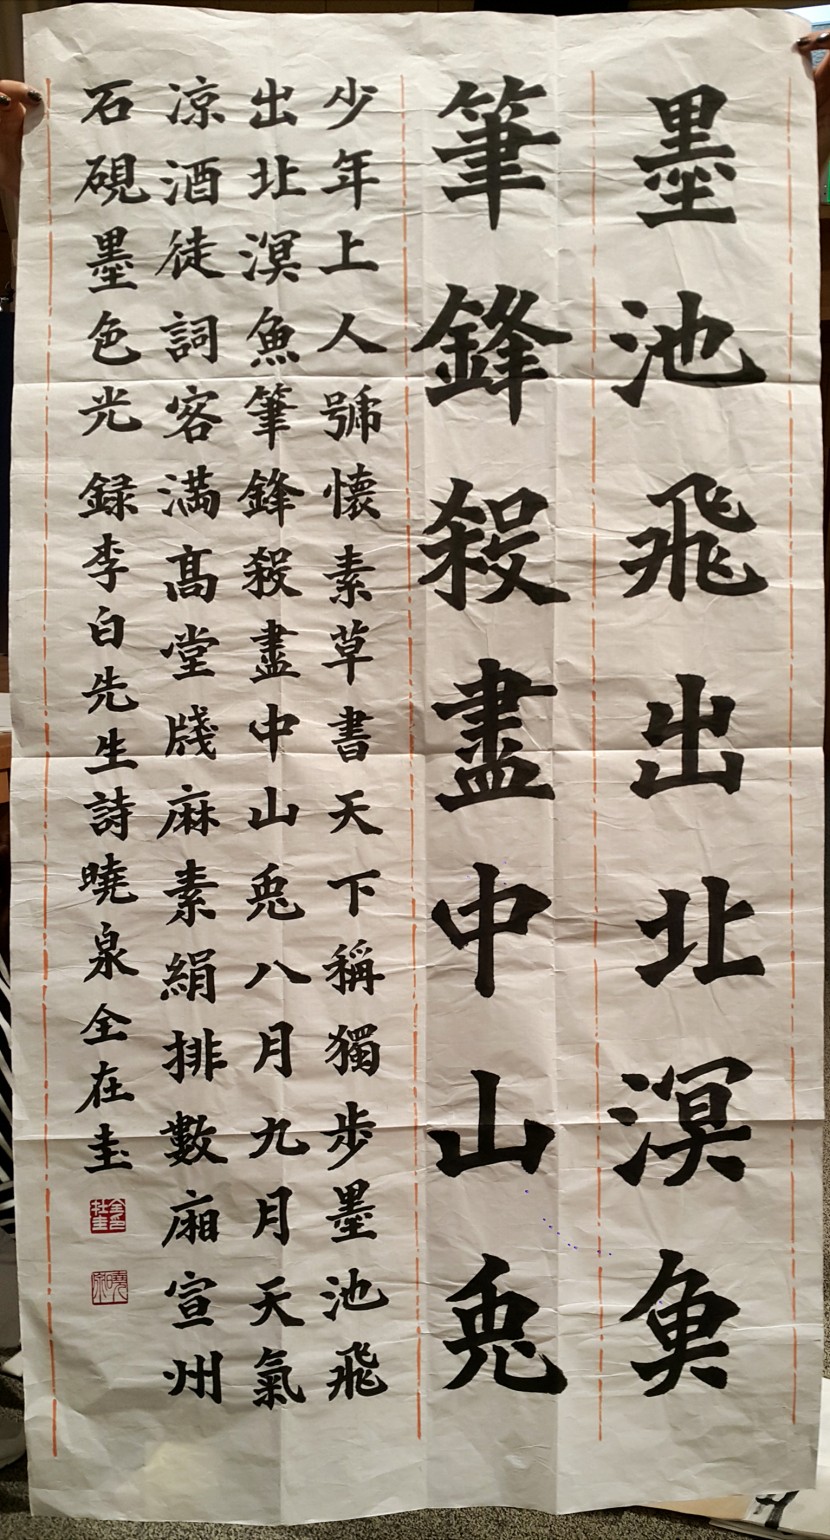 墨池飛出北溟𩵋
筆鋒殺盡中山兎
少年上人號懷素草書天下稱獨步墨池飛
出北溟魚筆鋒殺盡中山兎八月九月天氣
凉酒徒詞客満髙堂牋麻素絹排數廂宣州
石硯墨色光録李白先生詩曉泉全在圭